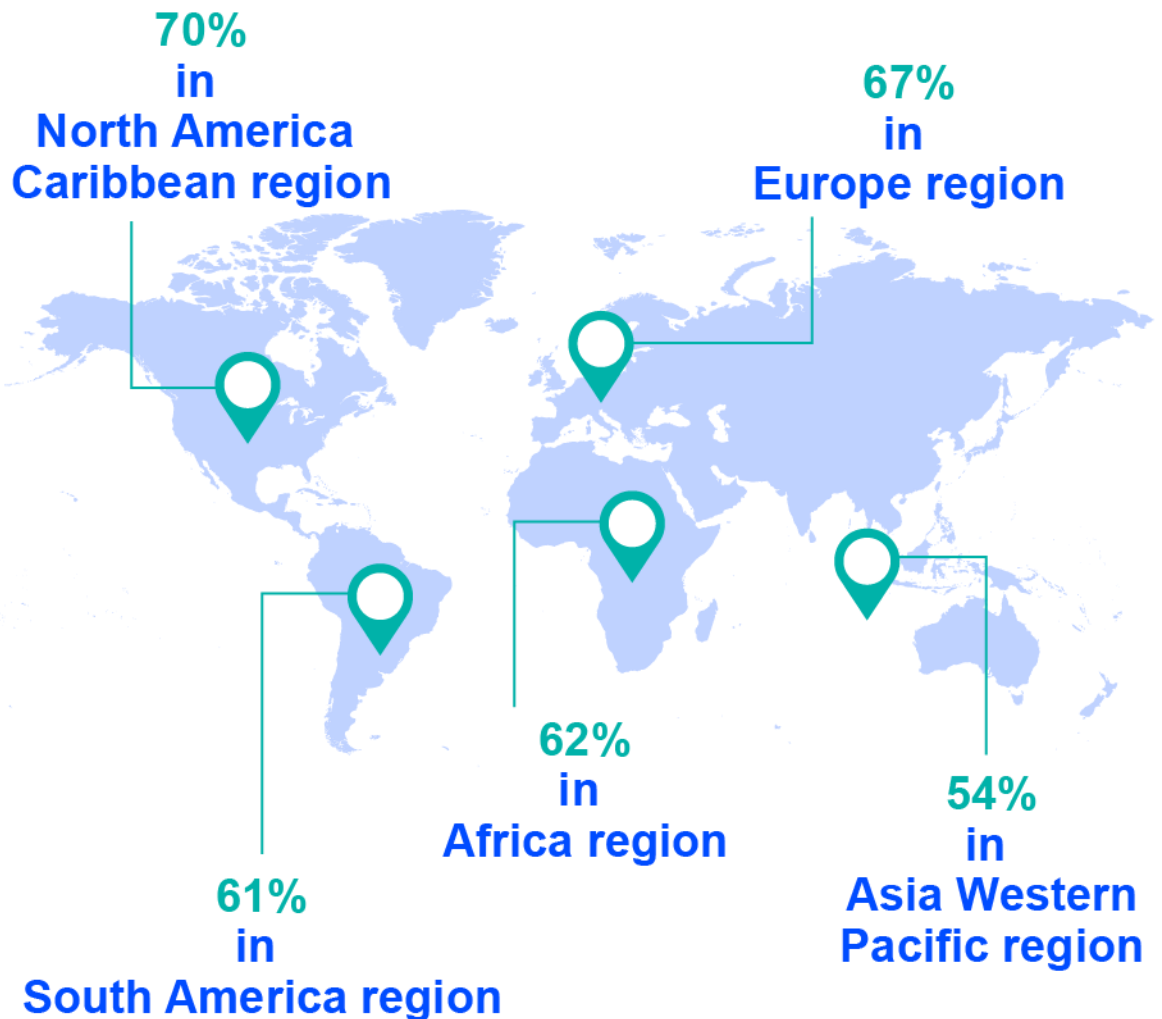 70%
in
North America
Caribbean region
67%
in
Europe region
62%
in
Africa region
54%
in
Asia Western
Pacific region
61%
in
South America region